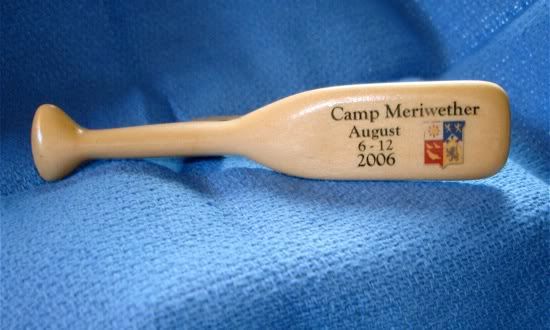 Camp Meriwether
August
6 - 12
2006